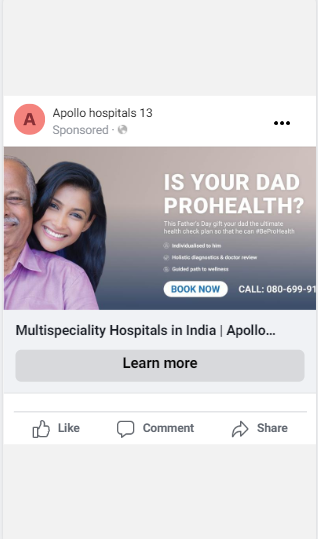 A
Apollo hospitals 13
Sponsored ·
IS YOUR DAD
PROHEALTH?
This Father's Day gift your dad the ultimate
health check plan so that he can #BeProHealth
Individualised to him
Holistic diagnostics & doctor review
Guided path to wellness
BOOK NOW CALL: 080-699-91
Multispeciality Hospitals in India | Apollo...
Learn more
Like Comment Share